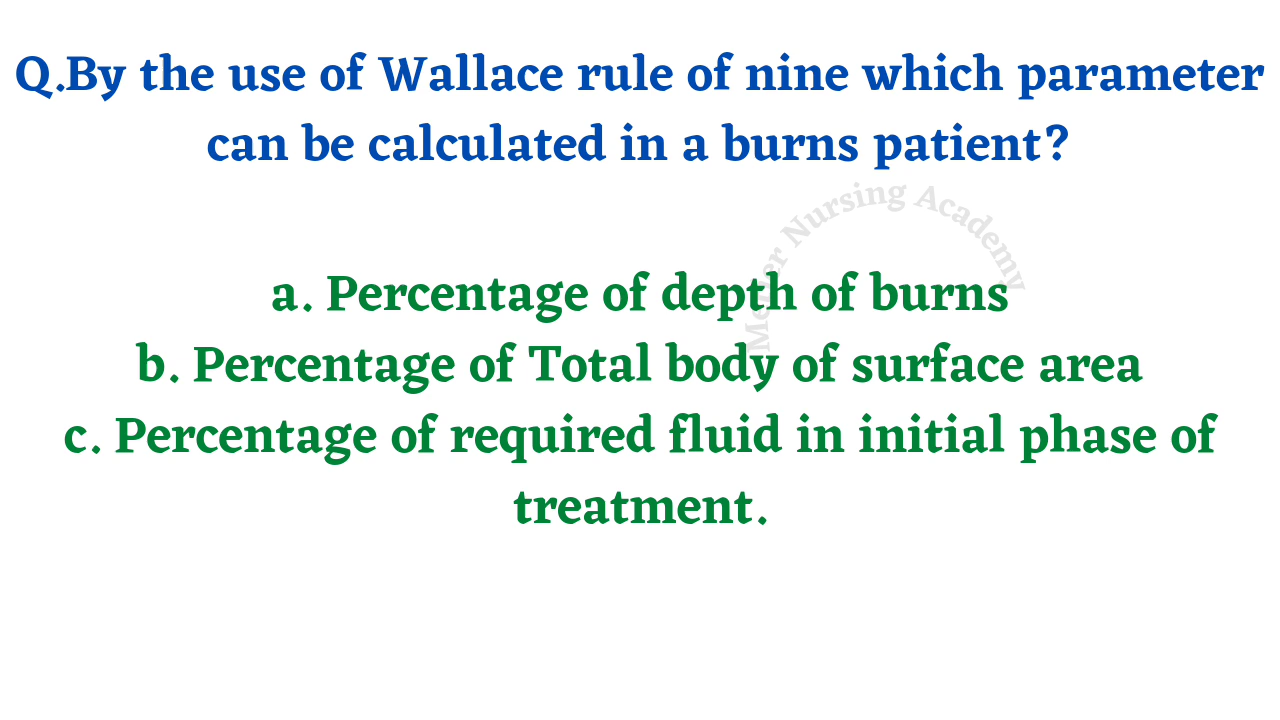 Q.By the use of Wallace rule of nine which parameter
can be calculated in a burns patient?
Nursing Academy
a. Percentage of depth of burns
b. Percentage of Total body of surface area
c. Percentage of required fluid in initial phase of
treatment.